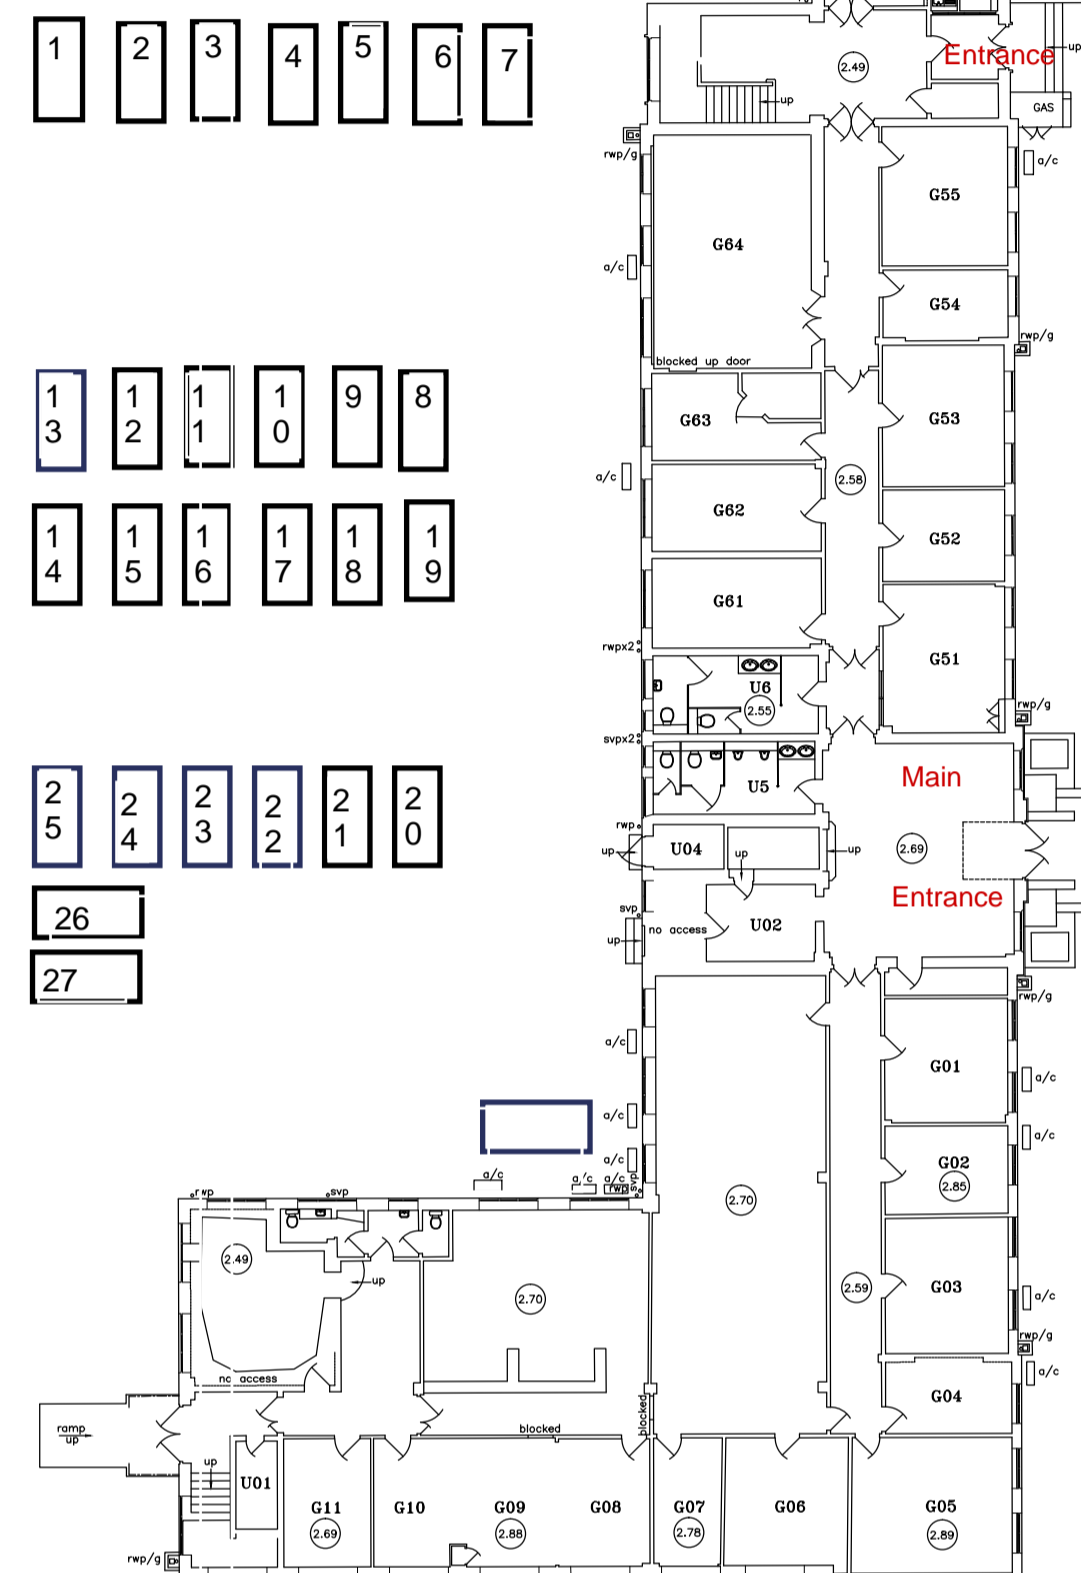 1 2 3 4 5 6 7
2.49
Entrance
up
up
GAS
rwp/g
a/c
G55
G64
a/c
G54
rwp/g
blocked up door
13 12 11 10 9 8
G63
G53
a/c
2.58
G62
G52
14 15 16 17 18 19
G61
rwpx2
G51
U6
2.55
rwp/g
svpx2
25 24 23 22 21 20
Main
U5
rwp
up
U04
up
up
2.69
Entrance
26
svp
up
no access
U02
27
rwp/g
a/c
G01
a/c
a/c
a/c
G02
2.85
a/c
a/c
a/c
rwp
svp
rwp
svp
2.70
2.49
up
2.70
2.59
G03
a/c
rwp/g
a/c
no access
G04
ramp
up
blocked
blocked
up
U01
G11
2.69
G10
G09
2.88
G08
G07
2.78
G06
G05
2.89
rwp/g